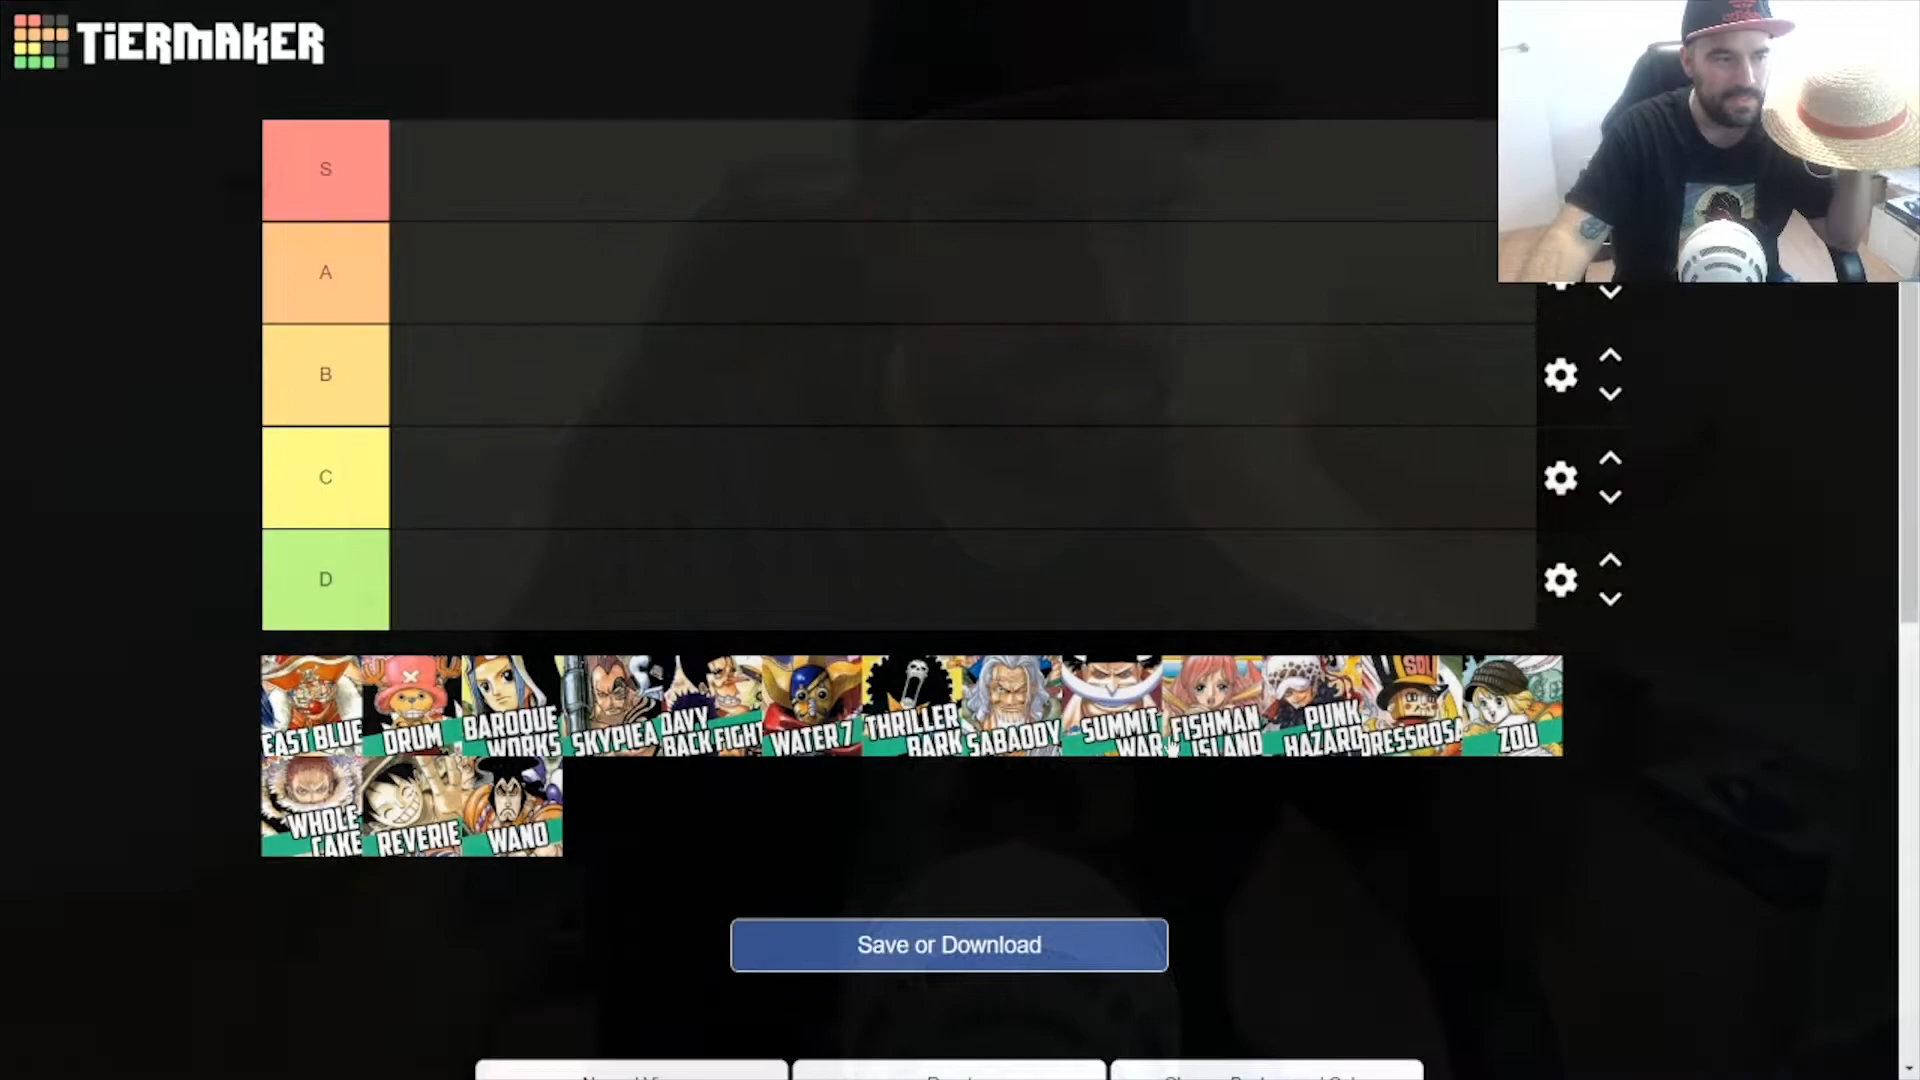 TiERMAKER
S
A
B
C
D
EAST BLUE
DRUM
BAROQUE
WORKS
SKYPIEA
DAVY
BACK FIGH
WATER 7
THRILLER
BARK
SABAODY
SUMMIT
WAR
FISHMAN
ISLAND
PUNK
HAZARD
DRESSROSA
ZOU
WHOLE
CAKE
REVERIE
WANO
Save or Download